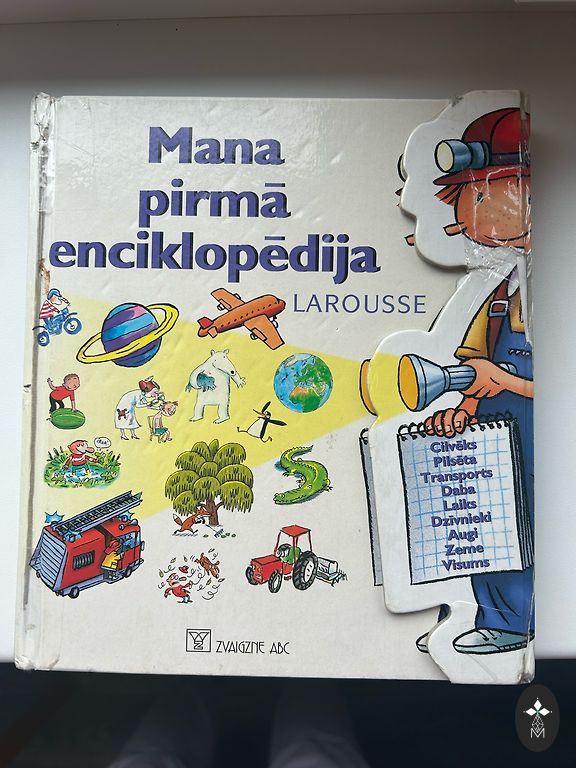 Mana
pirmā
enciklopēdija
LAROUSSE
Cilvēks
Pilsēta
Transports
Daba
Laiks
Dzīvnieki
Augi
Zeme
Visums
ZVAIGZNE ABC
M